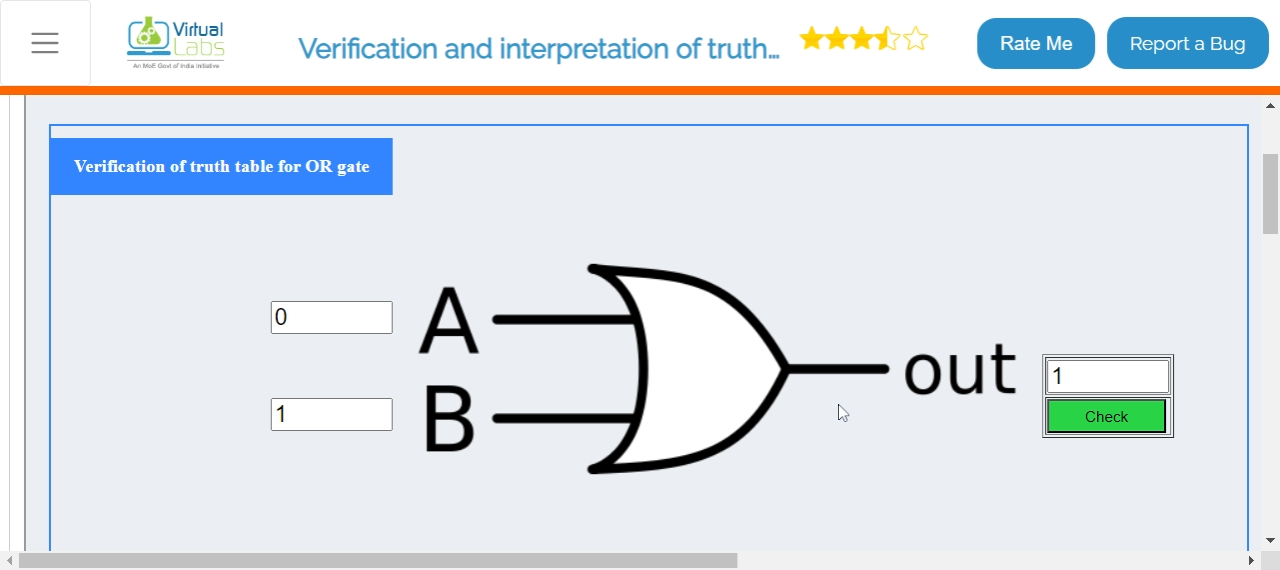 Virtual
Labs
An MoE Govt of India Initiative
Verification and interpretation of truth...
Rate Me
Report a Bug
Verification of truth table for OR gate
0
A
1
B
out
1
Check